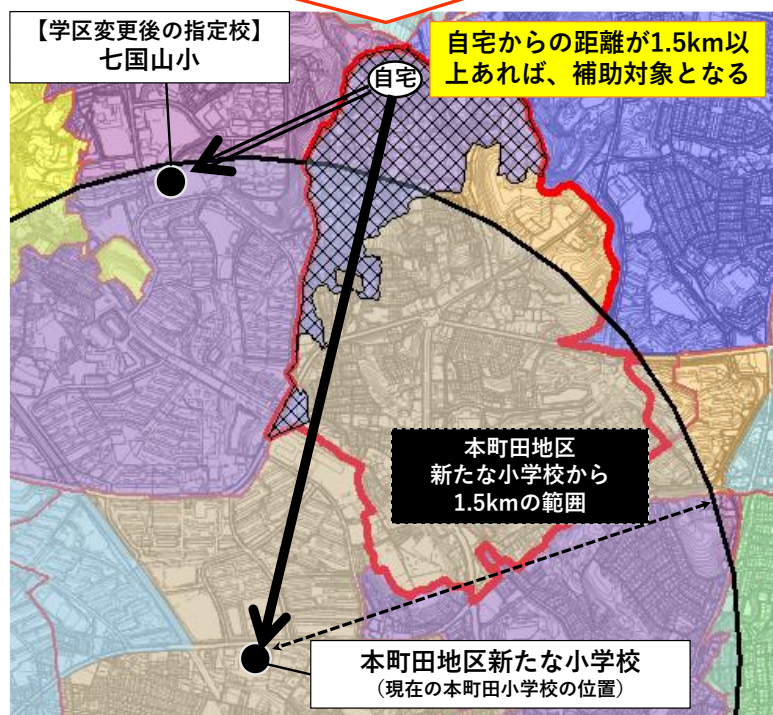 【学区変更後の指定校】
七国山小
自宅からの距離が1.5km以
上あれば、補助対象となる
自宅
本町田地区
新たな小学校から
1.5kmの範囲
本町田地区新たな小学校
（現在の本町田小学校の位置）